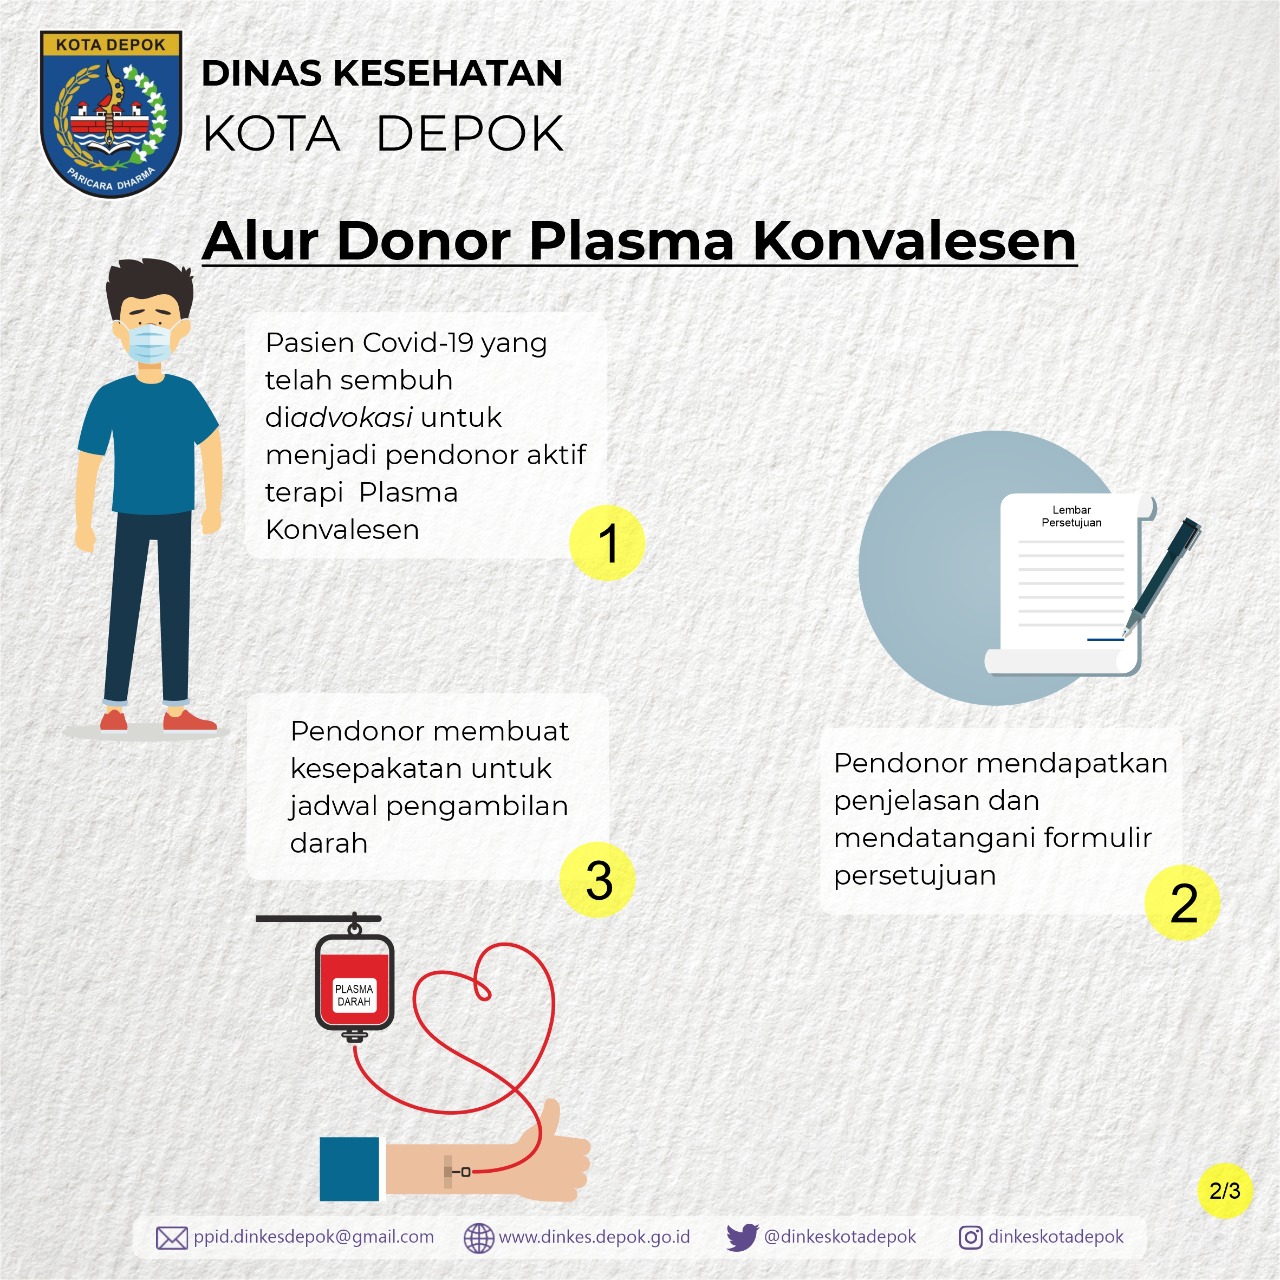 KOTA DEPOK
PARICARA DHARMA
DINAS KESEHATAN
KOTA DEPOK
Alur Donor Plasma Konvalesen
Pasien Covid-19 yang
telah sembuh
diadvokasi untuk
menjadi pendonor aktif
terapi Plasma
Konvalesen
1
Lembar
Persetujuan
Pendonor mendapatkan
penjelasan dan
mendatangani formulir
persetujuan
2
Pendonor membuat
kesepakatan untuk
jadwal pengambilan
darah
3
PLASMA
DARAH
2/3
ppid.dinkesdepok@gmail.com
www.dinkes.depok.go.id
@dinkeskotadepok
dinkeskotadepok